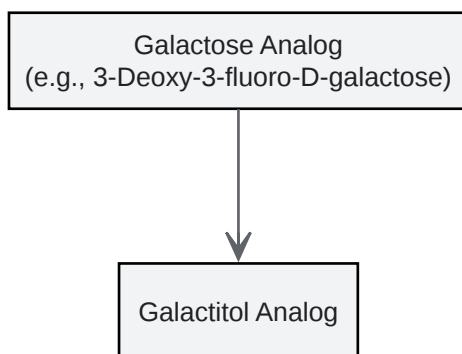 Galactose Analog
(e.g., 3-Deoxy-3-fluoro-D-galactose)
Galactitol Analog